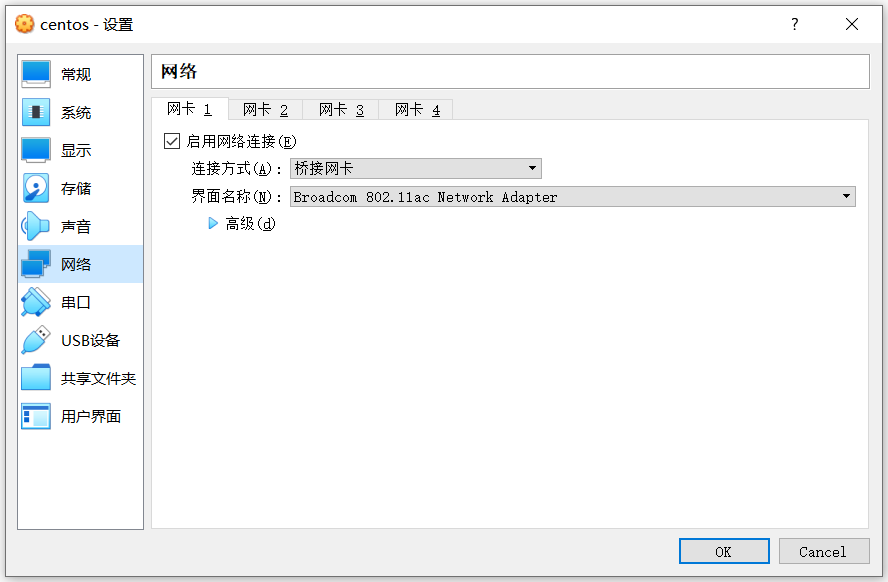 centos - 设置
?
常规
系统
显示
存储
声音
网络
串口
USB设备
共享文件夹
用户界面
网络
网卡 1 网卡 2 网卡 3 网卡 4
启用网络连接(E)
连接方式(A)： 桥接网卡
界面名称(N)： Broadcom 802.11ac Network Adapter
高级(d)
OK Cancel